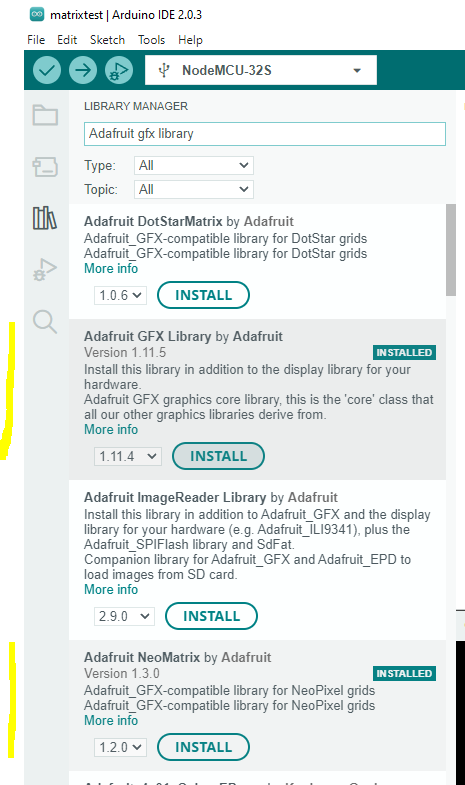 matrixtest | Arduino IDE 2.0.3
File Edit Sketch Tools Help
NodeMCU-32S
LIBRARY MANAGER
Adafruit gfx library
Type: All
Topic: All
Adafruit DotStarMatrix by Adafruit
Adafruit_GFX-compatible library for DotStar grids
Adafruit_GFX-compatible library for DotStar grids
More info
1.0.6 INSTALL
Adafruit GFX Library by Adafruit
Version 1.11.5 INSTALLED
Install this library in addition to the display library for your
hardware.
Adafruit GFX graphics core library, this is the 'core' class that
all our other graphics libraries derive from.
More info
1.11.4 INSTALL
Adafruit ImageReader Library by Adafruit
Install this library in addition to Adafruit_GFX and the display
library for your hardware (e.g. Adafruit_ILI9341), plus the
Adafruit_SPIFlash library and SdFat.
Companion library for Adafruit_GFX and Adafruit_EPD to
load images from SD card.
More info
2.9.0 INSTALL
Adafruit NeoMatrix by Adafruit
Version 1.3.0 INSTALLED
Adafruit_GFX-compatible library for NeoPixel grids
Adafruit_GFX-compatible library for NeoPixel grids
More info
1.2.0 INSTALL